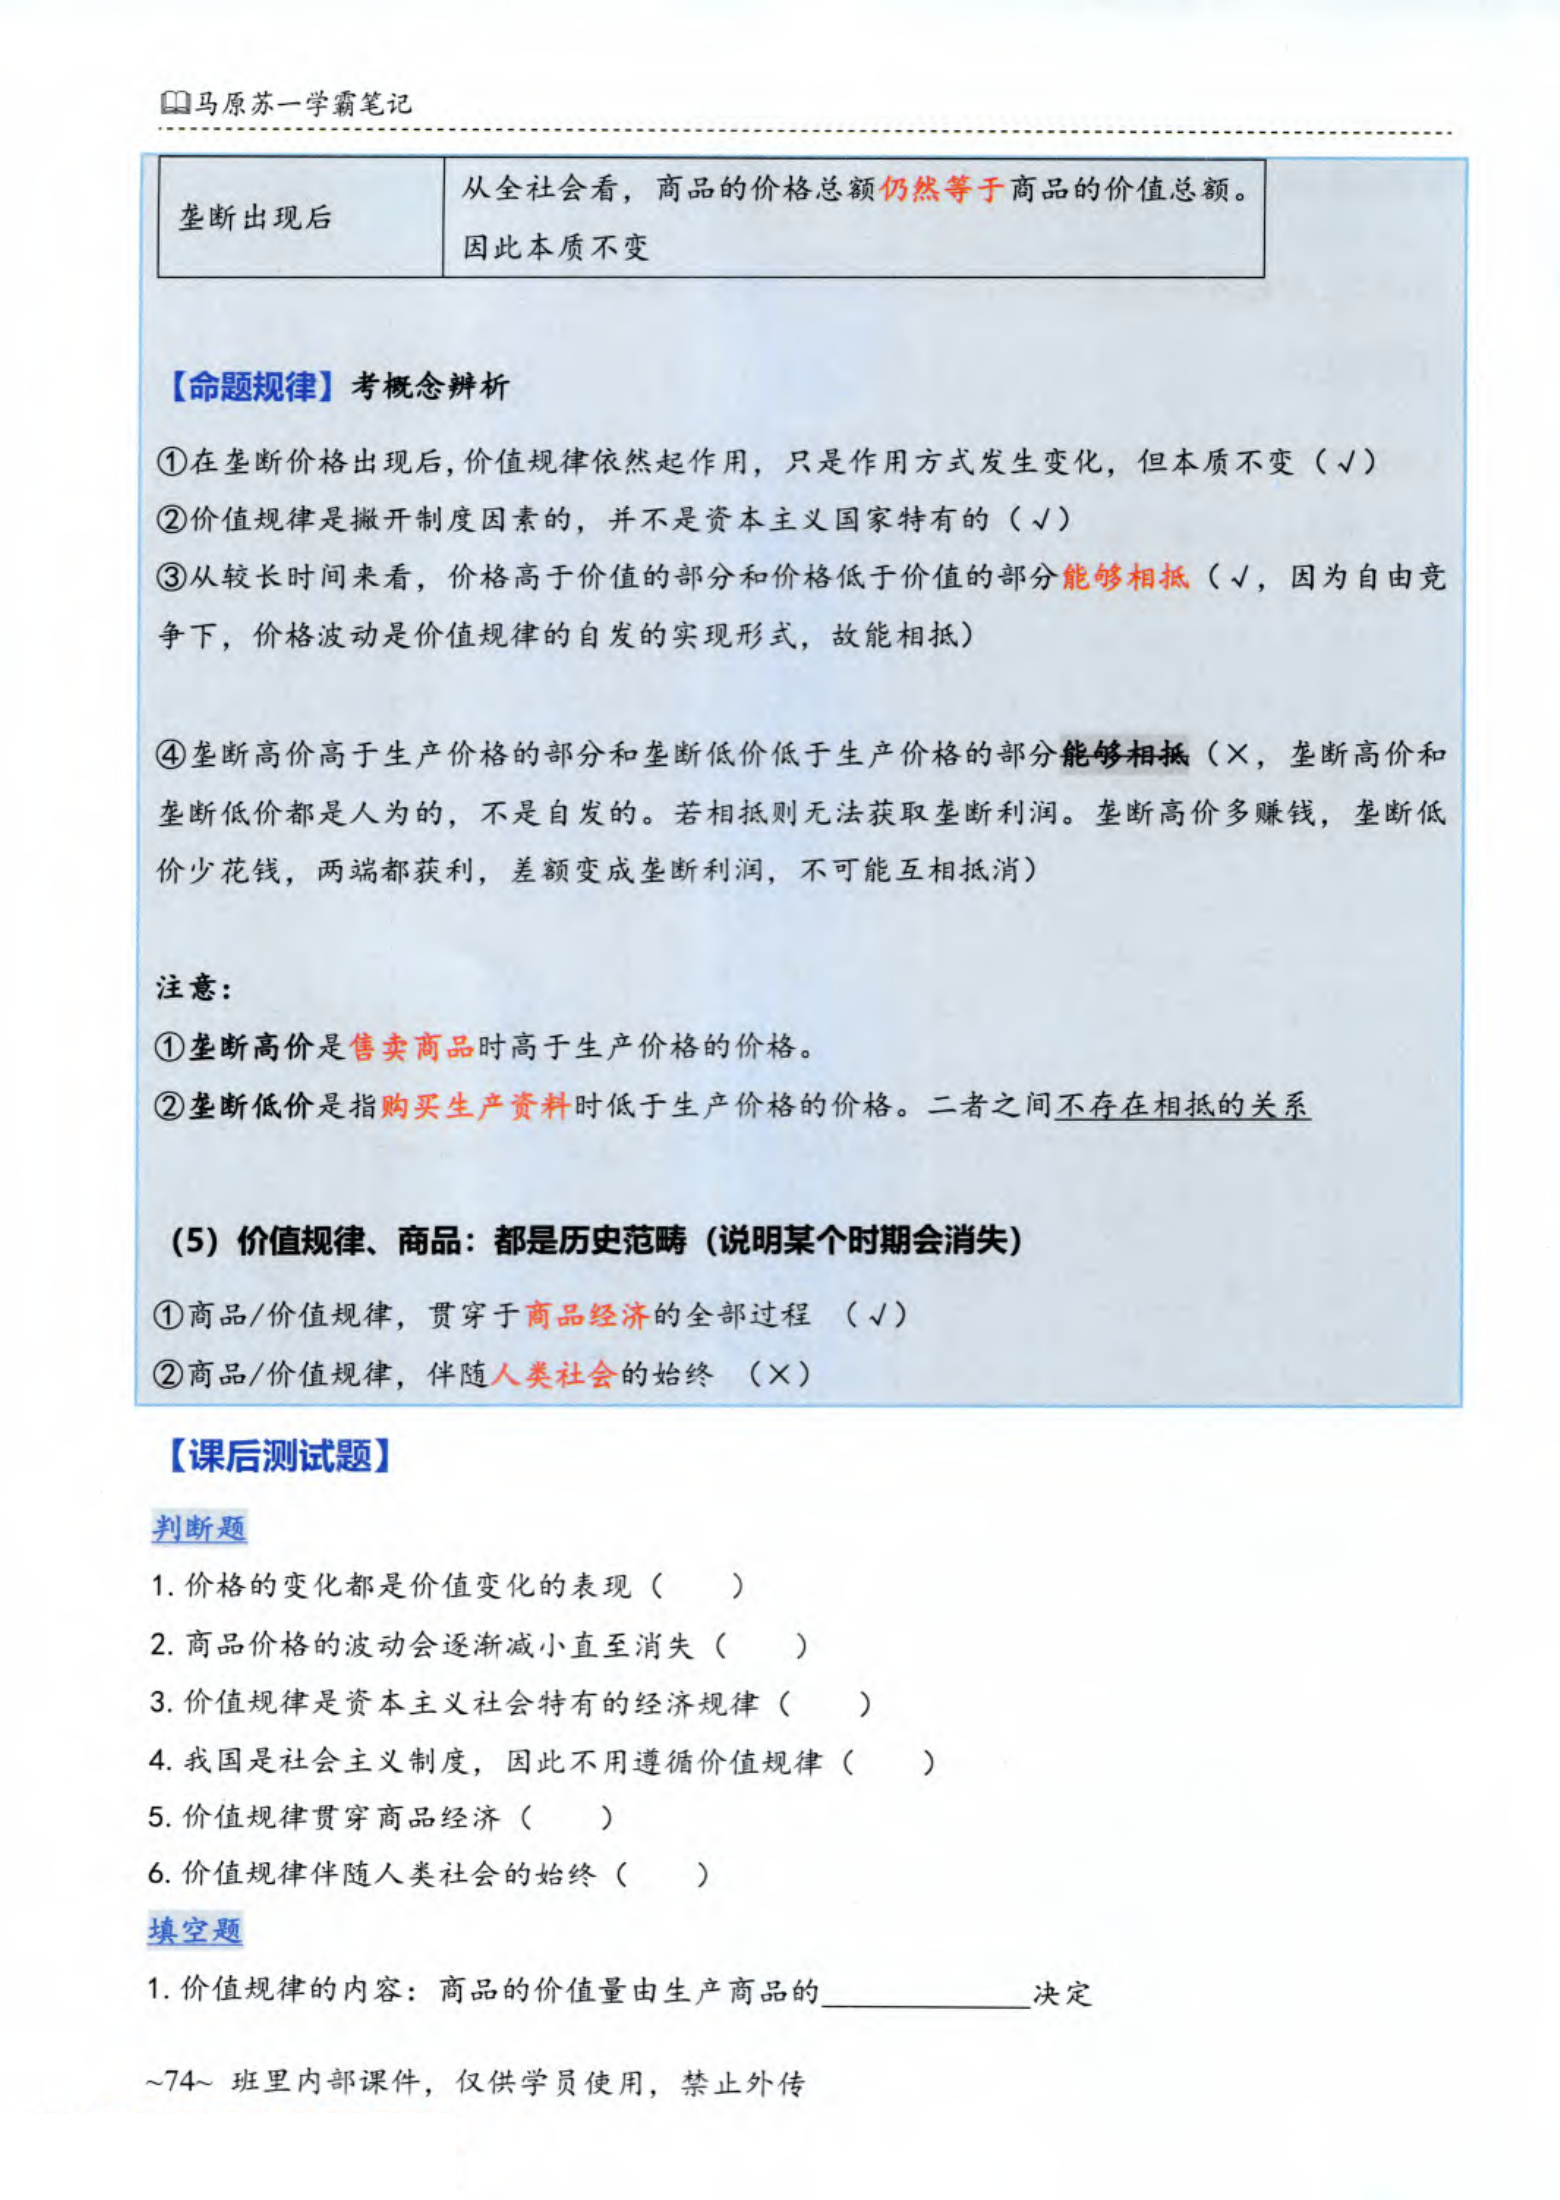 马原苏一学霸笔记
垄断出现后
从全社会看，商品的价格总额仍然等于商品的价值总额。
因此本质不变
【命题规律】考概念辨析
①在垄断价格出现后,价值规律依然起作用，只是作用方式发生变化，但本质不变（√）
②价值规律是撇开制度因素的，并不是资本主义国家特有的（√）
③从较长时间来看，价格高于价值的部分和价格低于价值的部分能够相抵（√，因为自由竞
争下，价格波动是价值规律的自发的实现形式，故能相抵）
④垄断高价高于生产价格的部分和垄断低价低于生产价格的部分能够相抵（×，垄断高价和
垄断低价都是人为的，不是自发的。若相抵则无法获取垄断利润。垄断高价多赚钱，垄断低
价少花钱，两端都获利，差额变成垄断利润，不可能互相抵消）
注意：
①垄断高价是售卖商品时高于生产价格的价格。
②垄断低价是指购买生产资料时低于生产价格的价格。二者之间不存在相抵的关系
（5）价值规律、商品：都是历史范畴（说明某个时期会消失）
①商品/价值规律，贯穿于商品经济的全部过程 （√）
②商品/价值规律，伴随人类社会的始终 （×）
【课后测试题】
判断题
1. 价格的变化都是价值变化的表现（　　）
2. 商品价格的波动会逐渐减小直至消失（　　）
3. 价值规律是资本主义社会特有的经济规律（　　）
4. 我国是社会主义制度，因此不用遵循价值规律（　　）
5. 价值规律贯穿商品经济（　　）
6. 价值规律伴随人类社会的始终（　　）
填空题
1. 价值规律的内容：商品的价值量由生产商品的____________决定
~74~ 班里内部课件，仅供学员使用，禁止外传